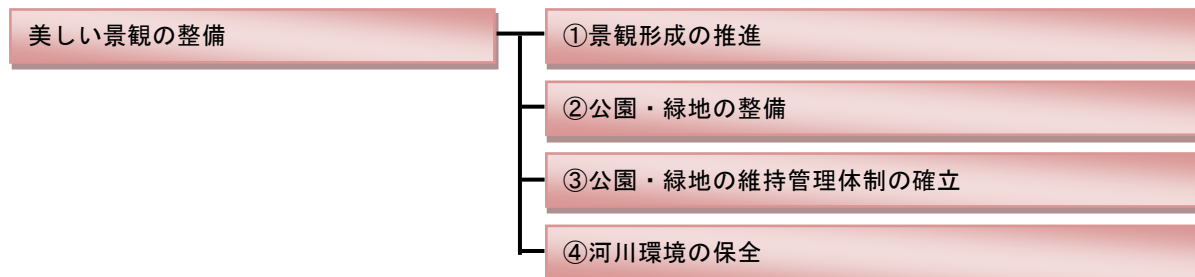 美しい景観の整備
①景観形成の推進
②公園・緑地の整備
③公園・緑地の維持管理体制の確立
④河川環境の保全